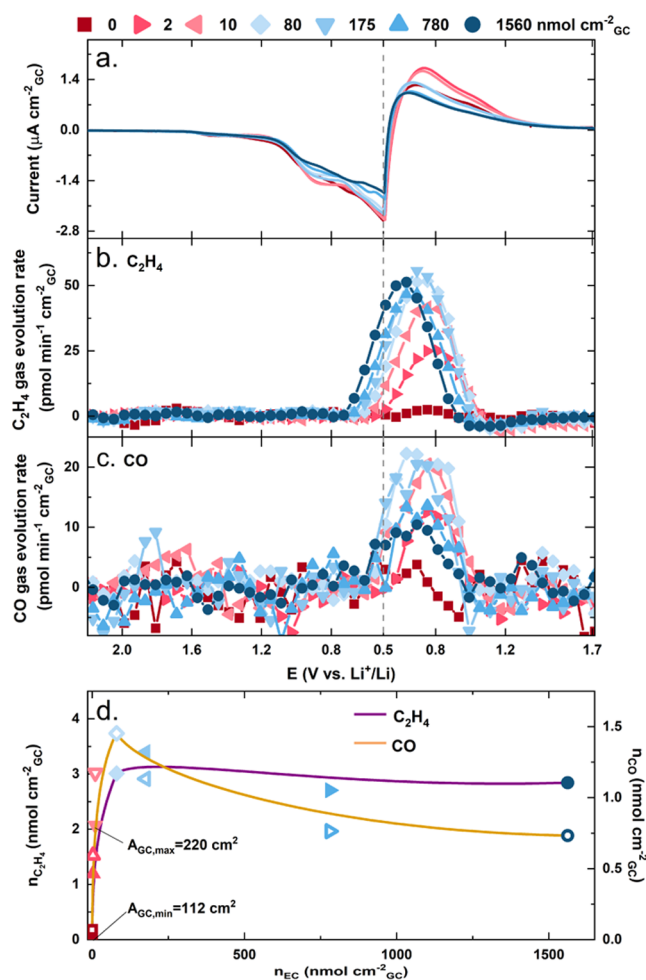 0 2 10 80 175 780 1560 nmol cm⁻²GC
a.
1.4
0.0
-1.4
-2.8
Current (μA cm⁻²GC)
b. C₂H₄
50
25
0
C₂H₄ gas evolution rate
(pmol min⁻¹ cm⁻²GC)
c. CO
20
10
0
CO gas evolution rate
(pmol min⁻¹ cm⁻²GC)
2.0 1.6 1.2 0.8 0.5 0.8 1.2 1.7
E (V vs. Li⁺/Li)
d.
C₂H₄
CO
4
3
2
1
0
nC₂H₄ (nmol cm⁻²GC)
1.5
1.0
0.5
0.0
nCO (nmol cm⁻²GC)
AGC,max=220 cm²
AGC,min=112 cm²
0 500 1000 1500
nEC (nmol cm⁻²GC)